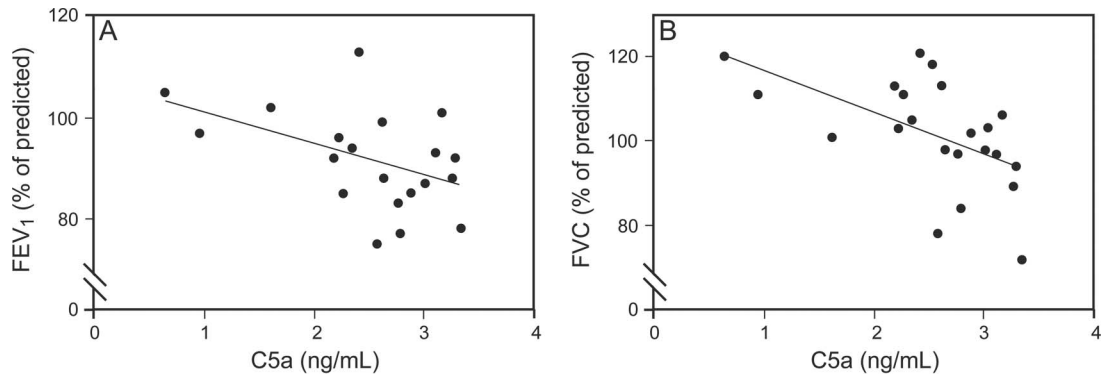 A
FEV1 (% of predicted)
120
100
80
0
0 1 2 3 4
C5a (ng/mL)
B
FVC (% of predicted)
120
100
80
0
0 1 2 3 4
C5a (ng/mL)